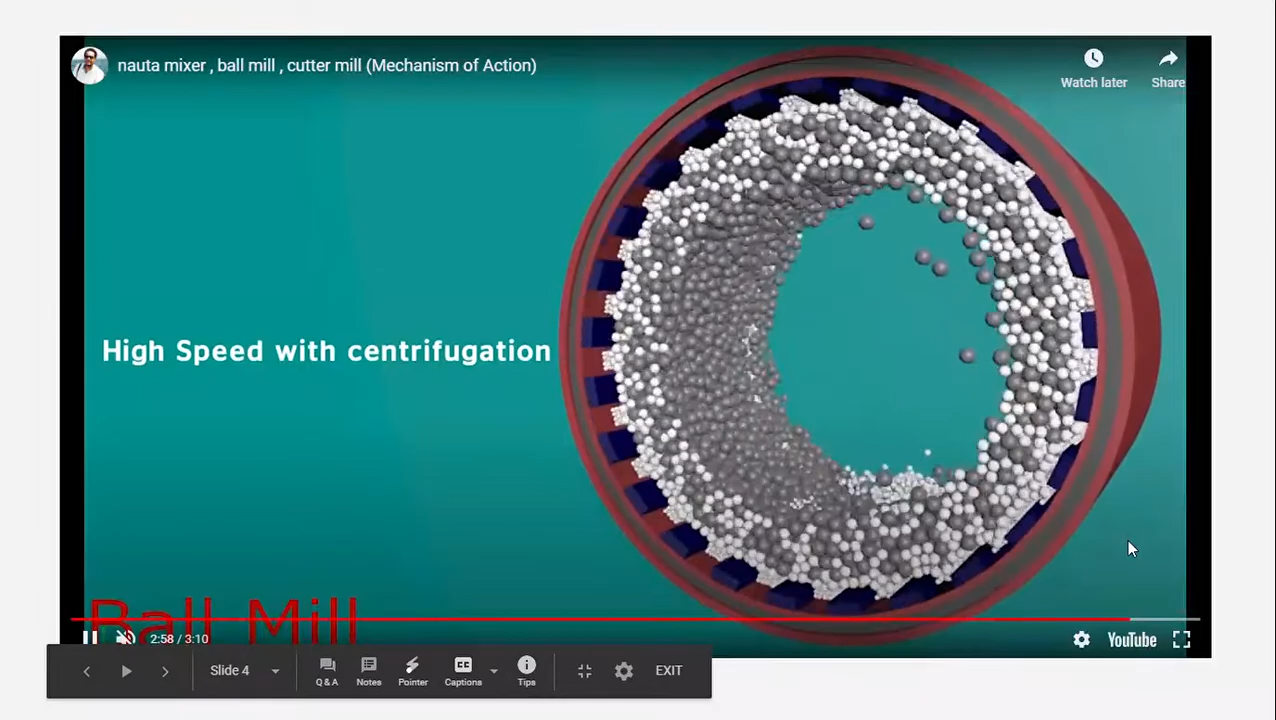 nauta mixer , ball mill , cutter mill (Mechanism of Action)
Watch later
Share
High Speed with centrifugation
Ball Mill
2:58 / 3:10
YouTube
Slide 4
Q & A
Notes
Pointer
CC
Captions
Tips
EXIT